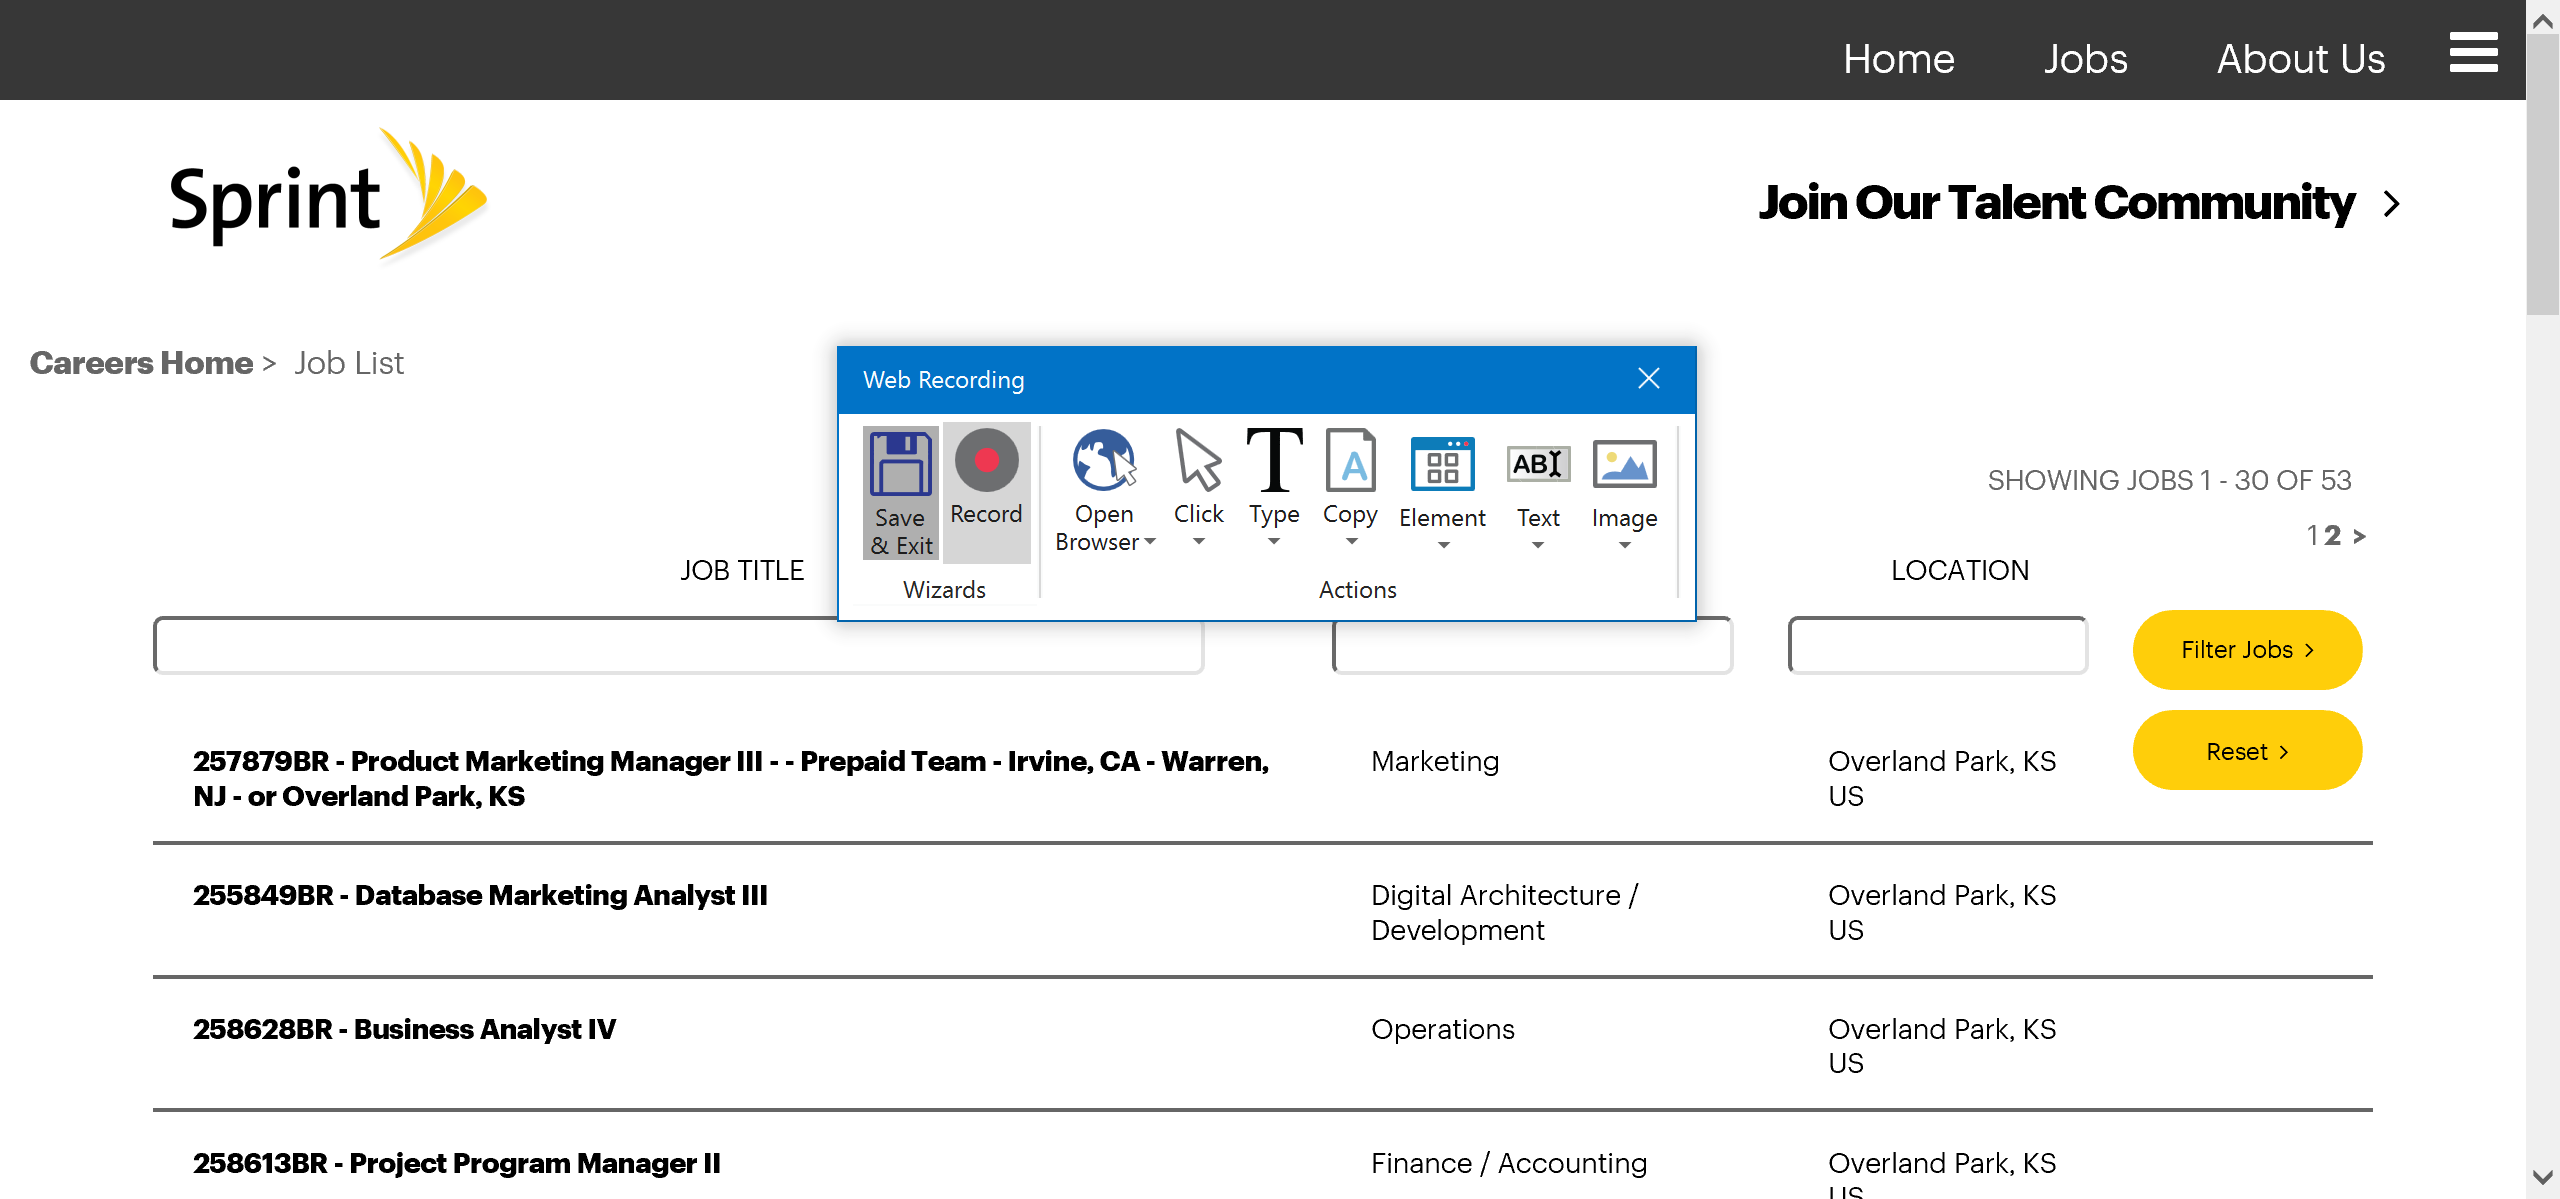 Home Jobs About Us
Sprint
Join Our Talent Community >
Careers Home > Job List
Web Recording
Save & Exit
Record
Open Browser
Click
Type
Copy
A
Element
ABI
Text
Image
Wizards
Actions
SHOWING JOBS 1 - 30 OF 53
1 2 >
JOB TITLE
LOCATION
Filter Jobs >
Reset >
257879BR - Product Marketing Manager III - - Prepaid Team - Irvine, CA - Warren,
NJ - or Overland Park, KS
Marketing
Overland Park, KS
US
255849BR - Database Marketing Analyst III
Digital Architecture /
Development
Overland Park, KS
US
258628BR - Business Analyst IV
Operations
Overland Park, KS
US
258613BR - Project Program Manager II
Finance / Accounting
Overland Park, KS
US